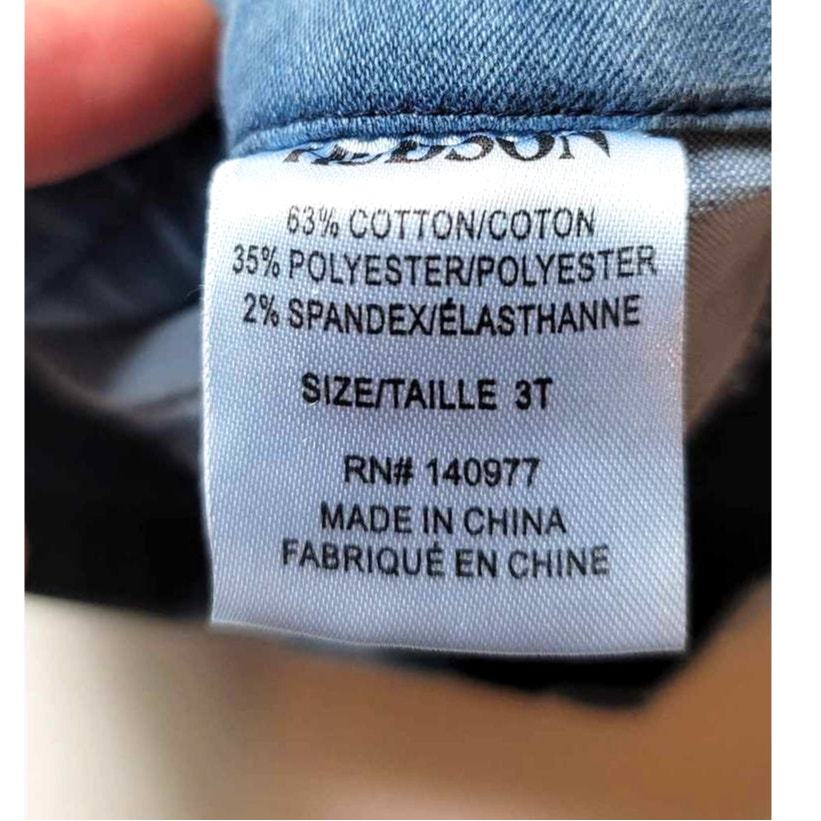 63% COTTON/COTON
35% POLYESTER/POLYESTER
2% SPANDEX/ÉLASTHANNE
SIZE/TAILLE 3T
RN# 140977
MADE IN CHINA
FABRIQUÉ EN CHINE